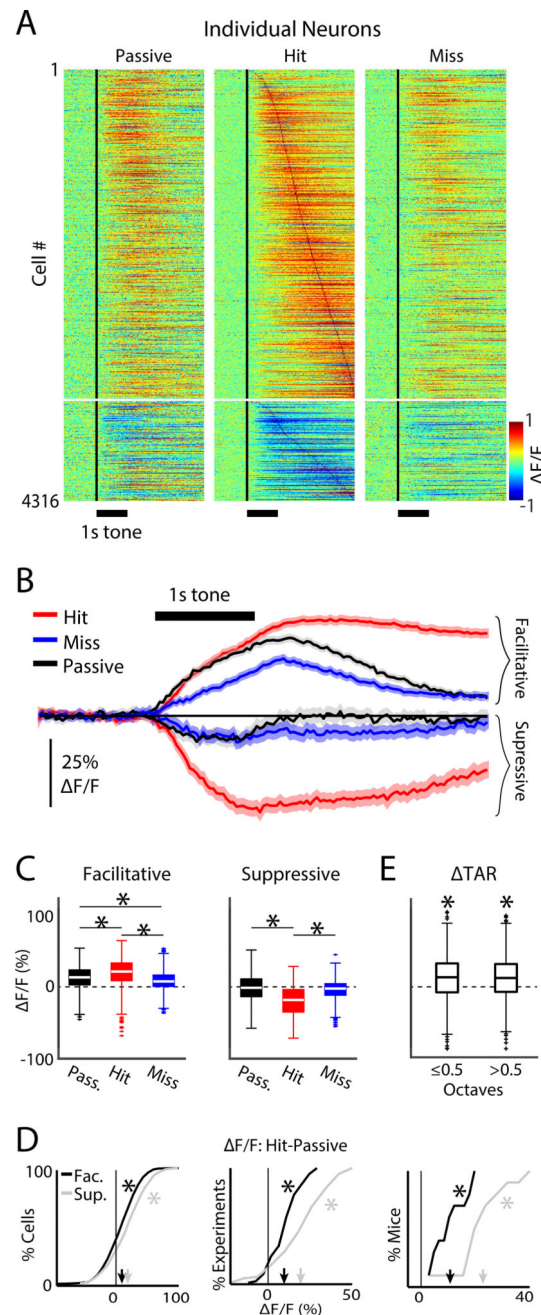 A
Individual Neurons
Passive Hit Miss
1
Cell #
4316
1
ΔF/F
-1
1s tone
B
1s tone
Hit
Miss
Passive
Facilitative
Supressive
25%
ΔF/F
C
Facilitative Suppressive
E
ΔTAR
* * * * * * *
100
0
-100
ΔF/F (%)
Pass. Hit Miss
Pass. Hit Miss
≤0.5 >0.5
Octaves
D
ΔF/F: Hit-Passive
100
0
% Cells
Fac.
Sup.
* *
0 100
% Experiments
* *
0 50
ΔF/F (%)
% Mice
* *
0 40